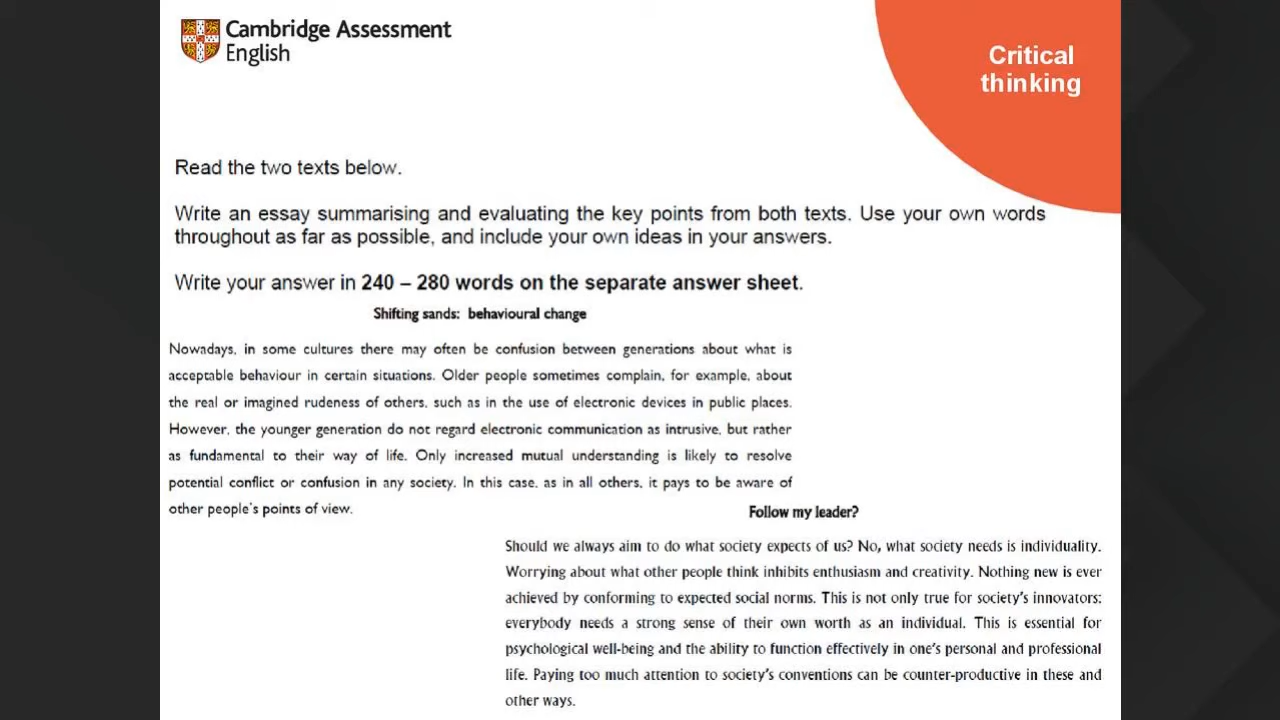 Cambridge Assessment
English
Critical
thinking
Read the two texts below.
Write an essay summarising and evaluating the key points from both texts. Use your own words
throughout as far as possible, and include your own ideas in your answers.
Write your answer in 240 – 280 words on the separate answer sheet.
Shifting sands: behavioural change
Nowadays, in some cultures there may often be confusion between generations about what is
acceptable behaviour in certain situations. Older people sometimes complain, for example, about
the real or imagined rudeness of others, such as in the use of electronic devices in public places.
However, the younger generation do not regard electronic communication as intrusive, but rather
as fundamental to their way of life. Only increased mutual understanding is likely to resolve
potential conflict or confusion in any society. In this case, as in all others, it pays to be aware of
other people's points of view.
Follow my leader?
Should we always aim to do what society expects of us? No, what society needs is individuality.
Worrying about what other people think inhibits enthusiasm and creativity. Nothing new is ever
achieved by conforming to expected social norms. This is not only true for society's innovators:
everybody needs a strong sense of their own worth as an individual. This is essential for
psychological well-being and the ability to function effectively in one's personal and professional
life. Paying too much attention to society's conventions can be counter-productive in these and
other ways.